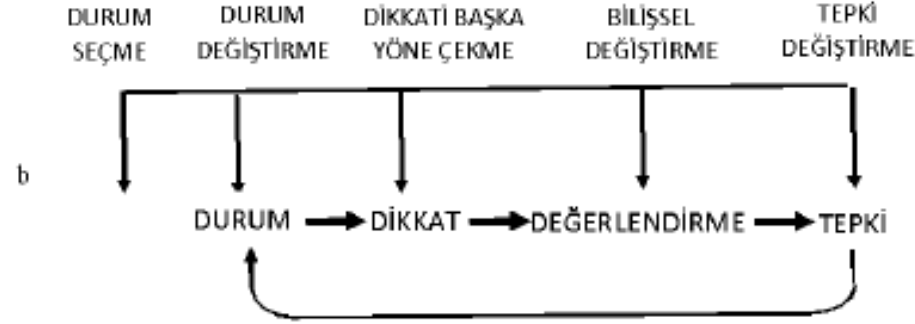 DURUM
SEÇME
DURUM
DEĞİŞTİRME
DİKKATİ BAŞKA
YÖNE ÇEKME
BİLİŞSEL
DEĞİŞTİRME
TEPKİ
DEĞİŞTİRME
b
DURUM DİKKAT DEĞERLENDİRME TEPKİ